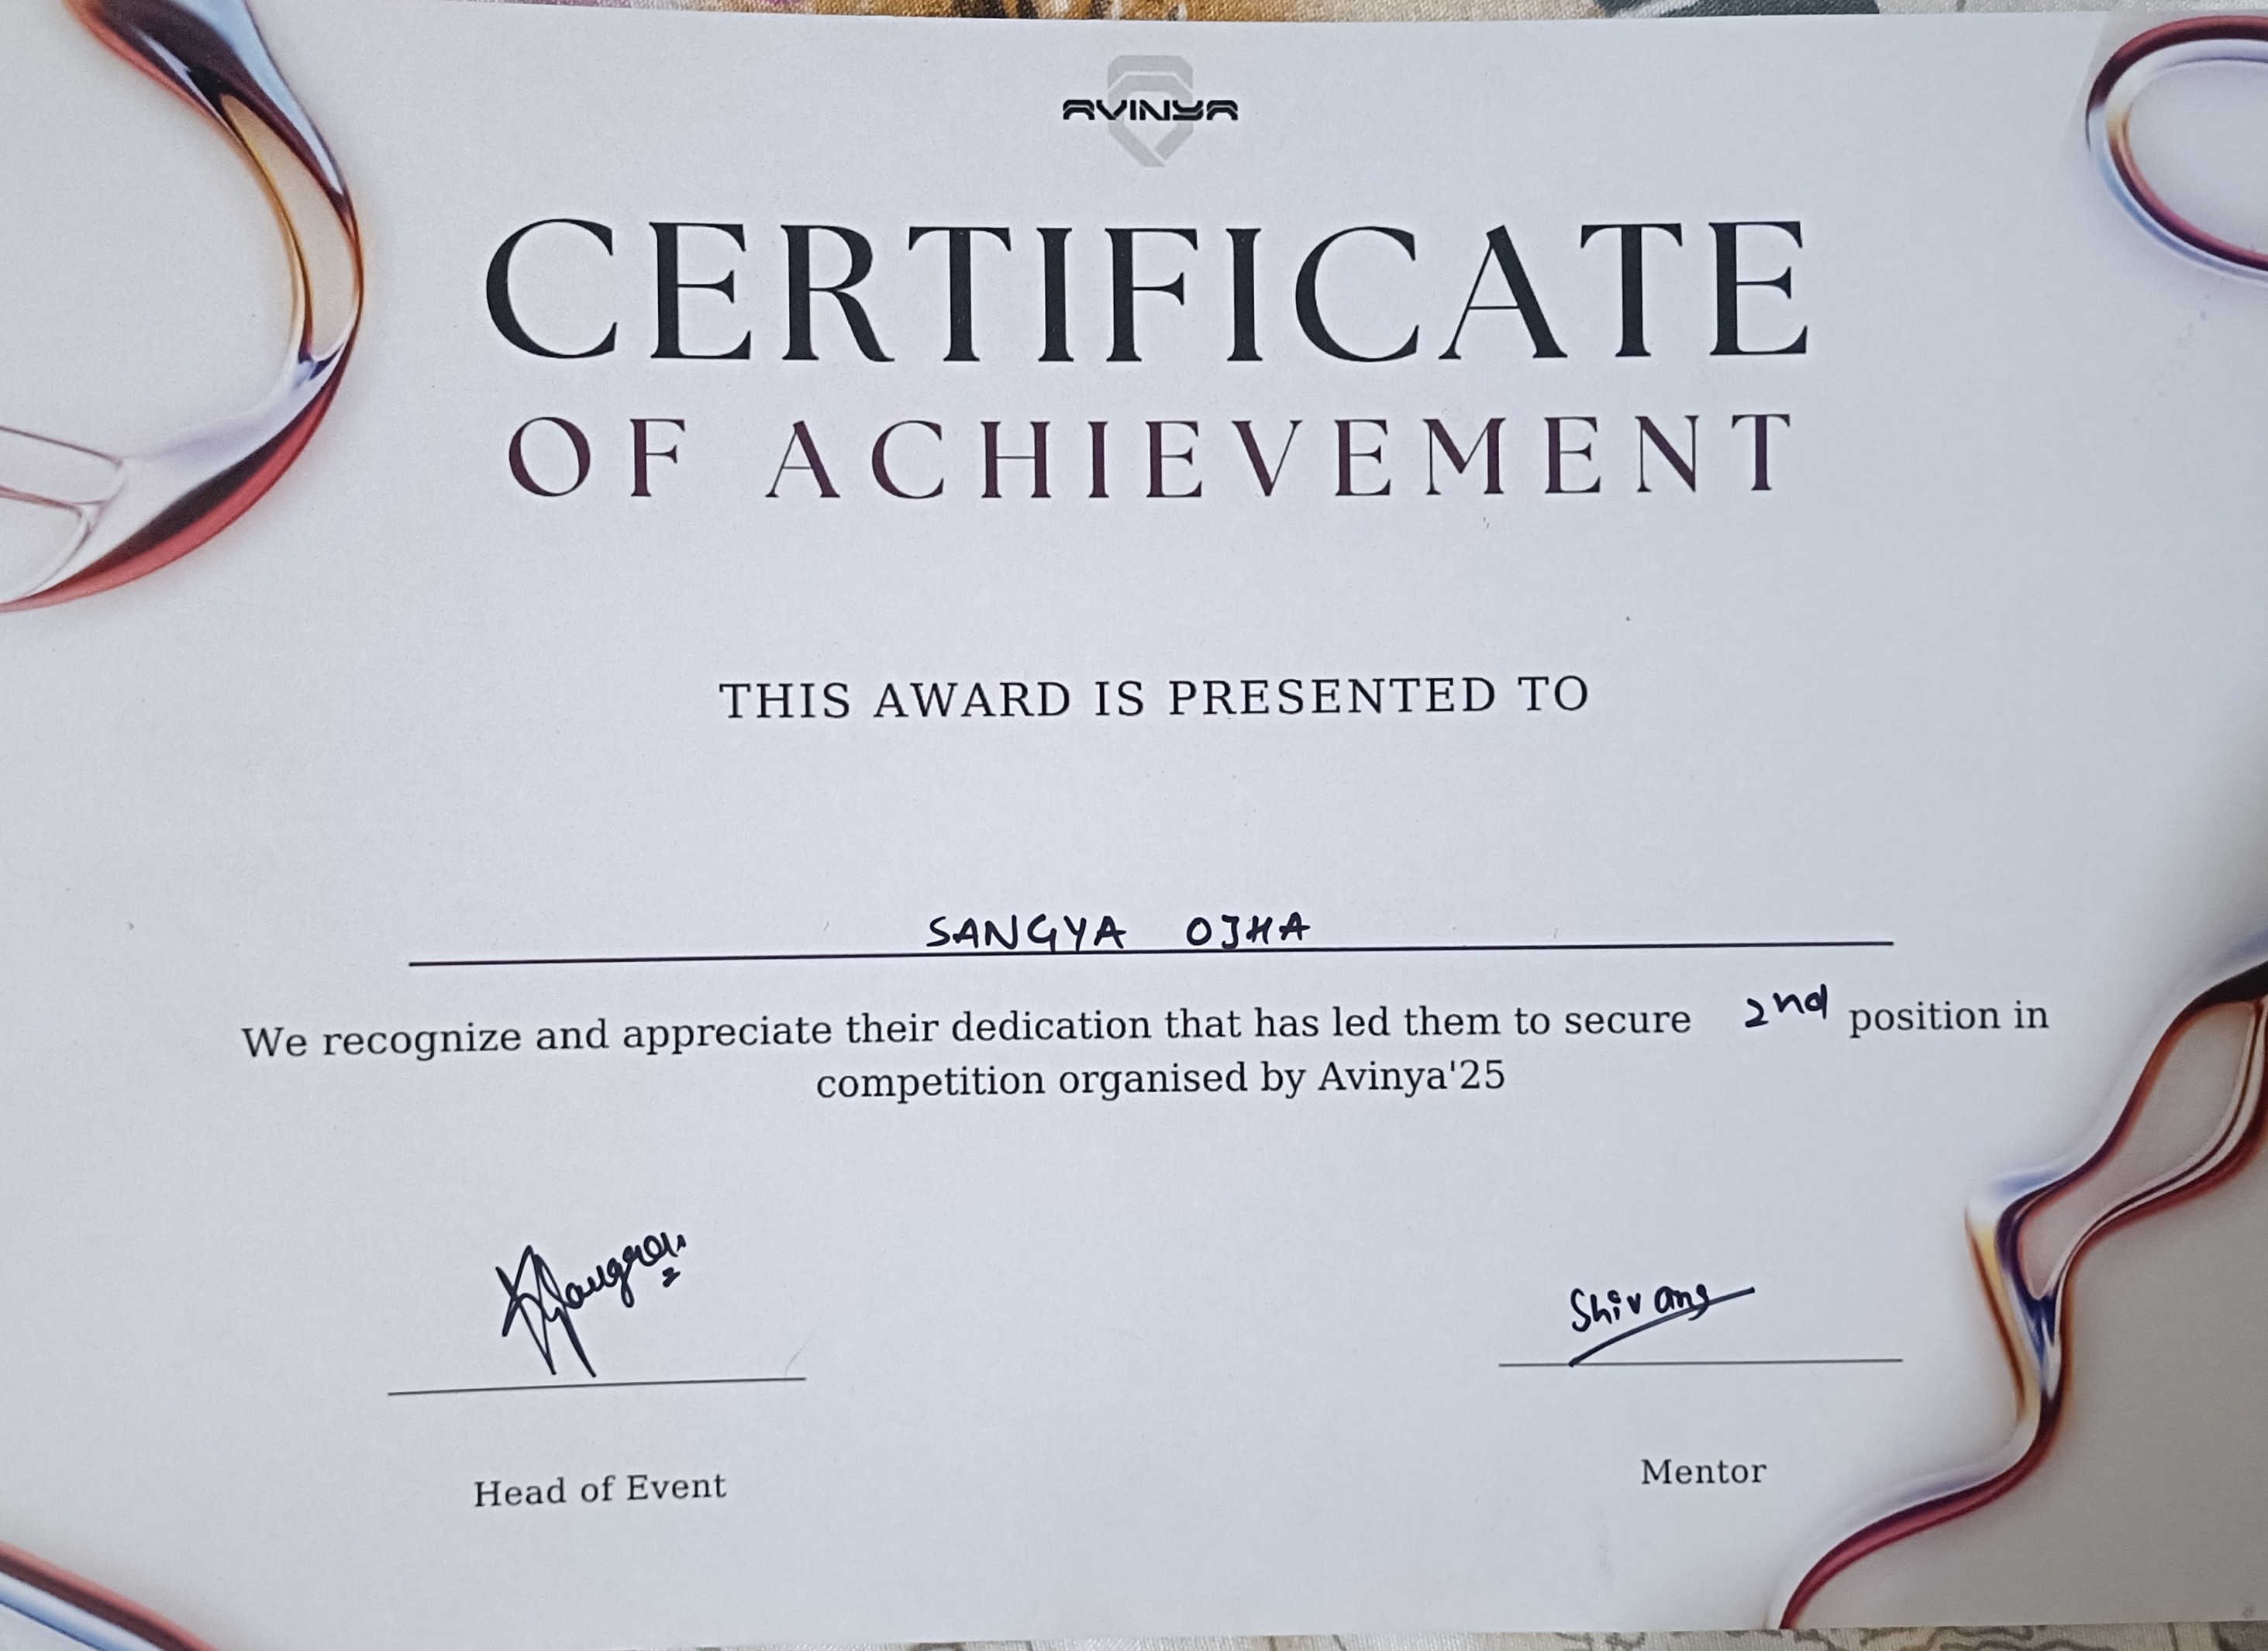 AVINYA
CERTIFICATE
OF ACHIEVEMENT
THIS AWARD IS PRESENTED TO
SANGYA OJHA
We recognize and appreciate their dedication that has led them to secure 2nd position in
competition organised by Avinya'25
Shivang
Head of Event
Mentor